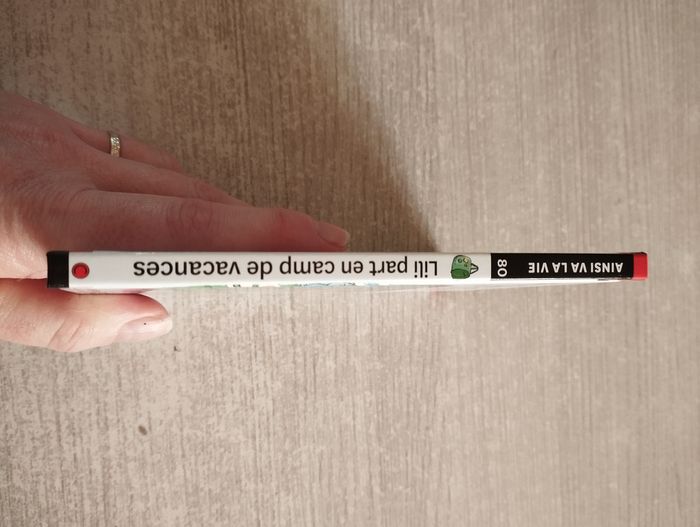 AINSI VA LA VIE
80
Lili part en camp de vacances